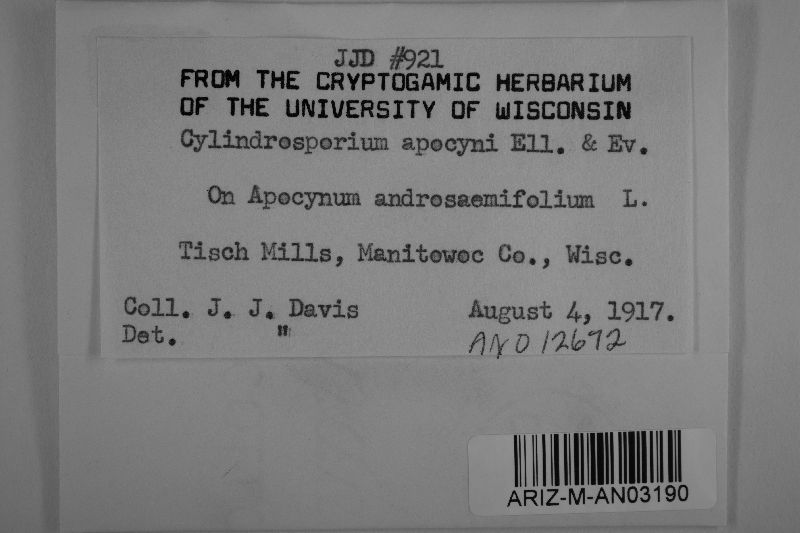 JJD #921
FROM THE CRYPTOGAMIC HERBARIUM
OF THE UNIVERSITY OF WISCONSIN
Cylindrosporium apocyni Ell. & Ev.
On Apocynum androsaemifolium L.
Tisch Mills, Manitowoc Co., Wisc.
Coll. J. J. Davis August 4, 1917.
Det. "
AN012672
ARIZ-M-AN03190